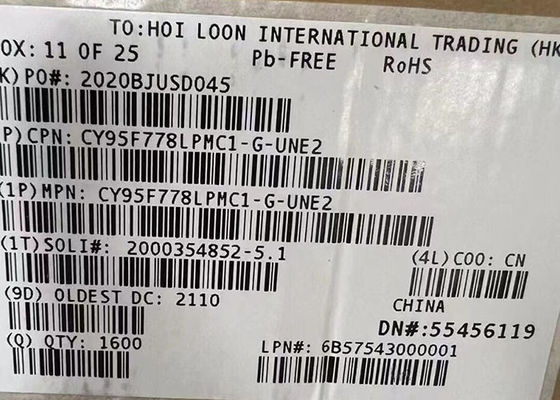 TO:HOI LOON INTERNATIONAL TRADING (HK
OX: 11 OF 25
Pb-FREE RoHS
K)PO#: 2020BJUSD045
P)CPN: CY95F778LPMC1-G-UNE2
(1P)MPN: CY95F778LPMC1-G-UNE2
(1T)SOLI#: 2000354852-5.1
(4L)COO: CN
(9D) OLDEST DC: 2110
CHINA
DN#:55456119
(Q) QTY: 1600
LPN#: 6B57543000001